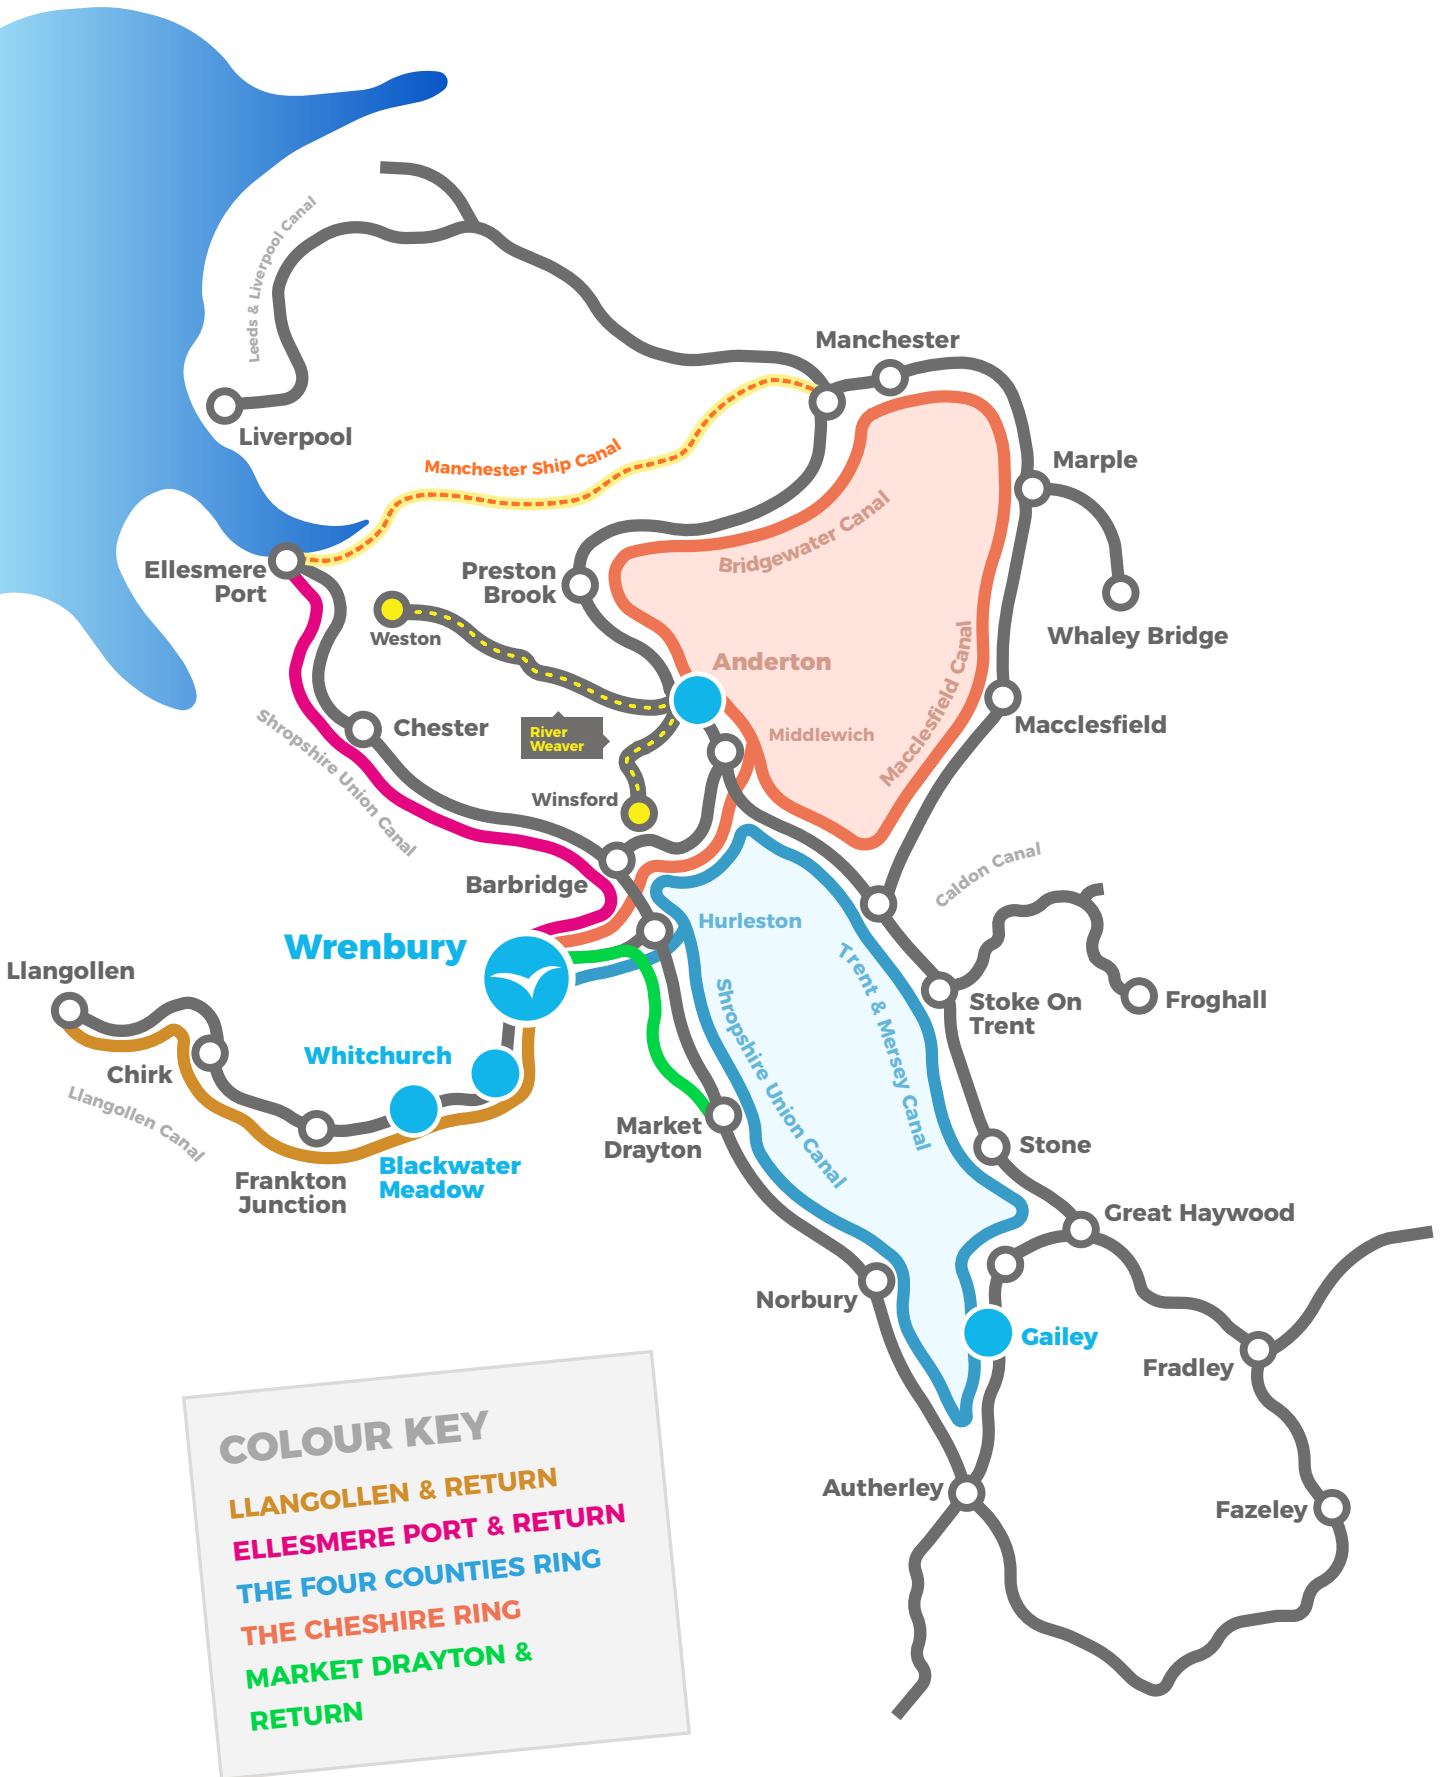 Leeds & Liverpool Canal
Manchester
Liverpool
Manchester Ship Canal
Marple
Bridgewater Canal
Ellesmere
Port
Preston
Brook
Weston
Whaley Bridge
Anderton
Macclesfield Canal
Macclesfield
Chester
River
Weaver
Middlewich
Shropshire Union Canal
Winsford
Caldon Canal
Barbridge
Hurleston
Wrenbury
Llangollen
Trent & Mersey Canal
Stoke On
Trent
Froghall
Shropshire Union Canal
Whitchurch
Chirk
Llangollen Canal
Market
Drayton
Stone
Blackwater
Meadow
Frankton
Junction
Great Haywood
Norbury
Gailey
Fradley
COLOUR KEY
LLANGOLLEN & RETURN
ELLESMERE PORT & RETURN
THE FOUR COUNTIES RING
THE CHESHIRE RING
MARKET DRAYTON &
RETURN
Autherley
Fazeley